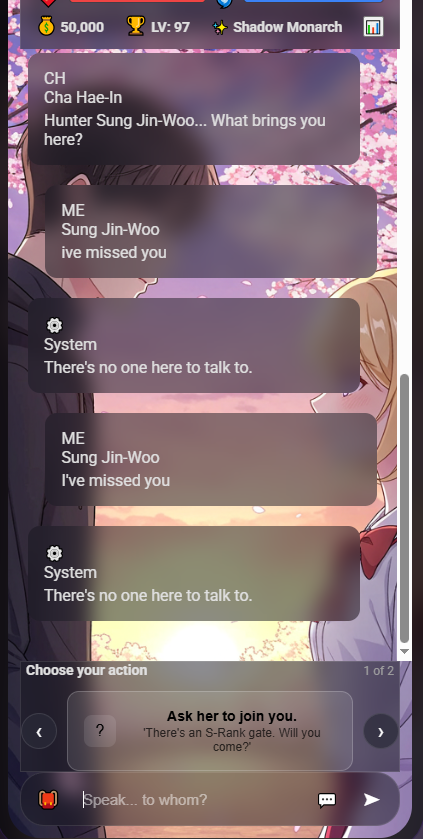 50,000 LV: 97 Shadow Monarch
CH
Cha Hae-In
Hunter Sung Jin-Woo... What brings you
here?
ME
Sung Jin-Woo
ive missed you
System
There's no one here to talk to.
ME
Sung Jin-Woo
I've missed you
System
There's no one here to talk to.
Choose your action 1 of 2
‹ ? Ask her to join you. ›
'There's an S-Rank gate. Will you
come?'
Speak... to whom?